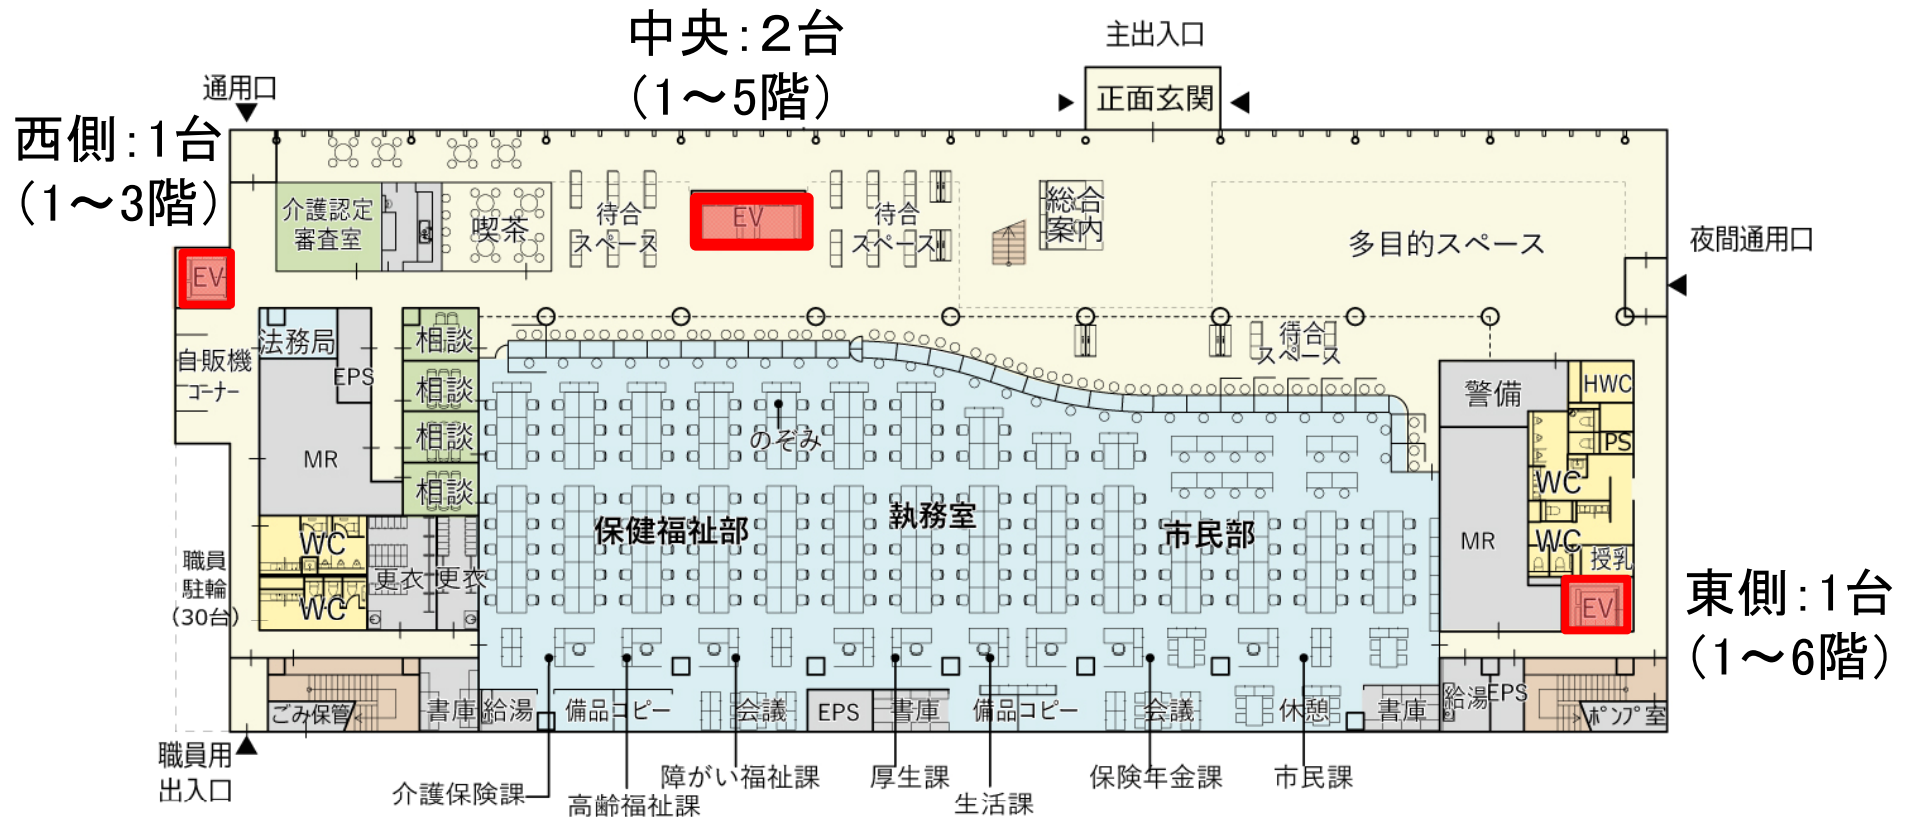 中央：２台
（1～5階）
主出入口
正面玄関
通用口
西側：1台
（1～3階）
介護認定
審査室
喫茶
待合
スペース
EV
待合
スペース
総合
案内
多目的スペース
夜間通用口
EV
自販機
コーナー
法務局
EPS
MR
相談
相談
相談
相談
待合
スペース
のぞみ
保健福祉部
執務室
市民部
警備
HWC
PS
WC
MR
WC
授乳
EV
東側：1台
（1～6階）
WC
WC
更衣
更衣
職員
駐輪
（30台）
ごみ保管
書庫
給湯
備品コピー
会議
EPS
書庫
備品コピー
会議
休憩
書庫
給湯
EPS
ポンプ室
職員用
出入口
介護保険課
高齢福祉課
障がい福祉課
厚生課
生活課
保険年金課
市民課